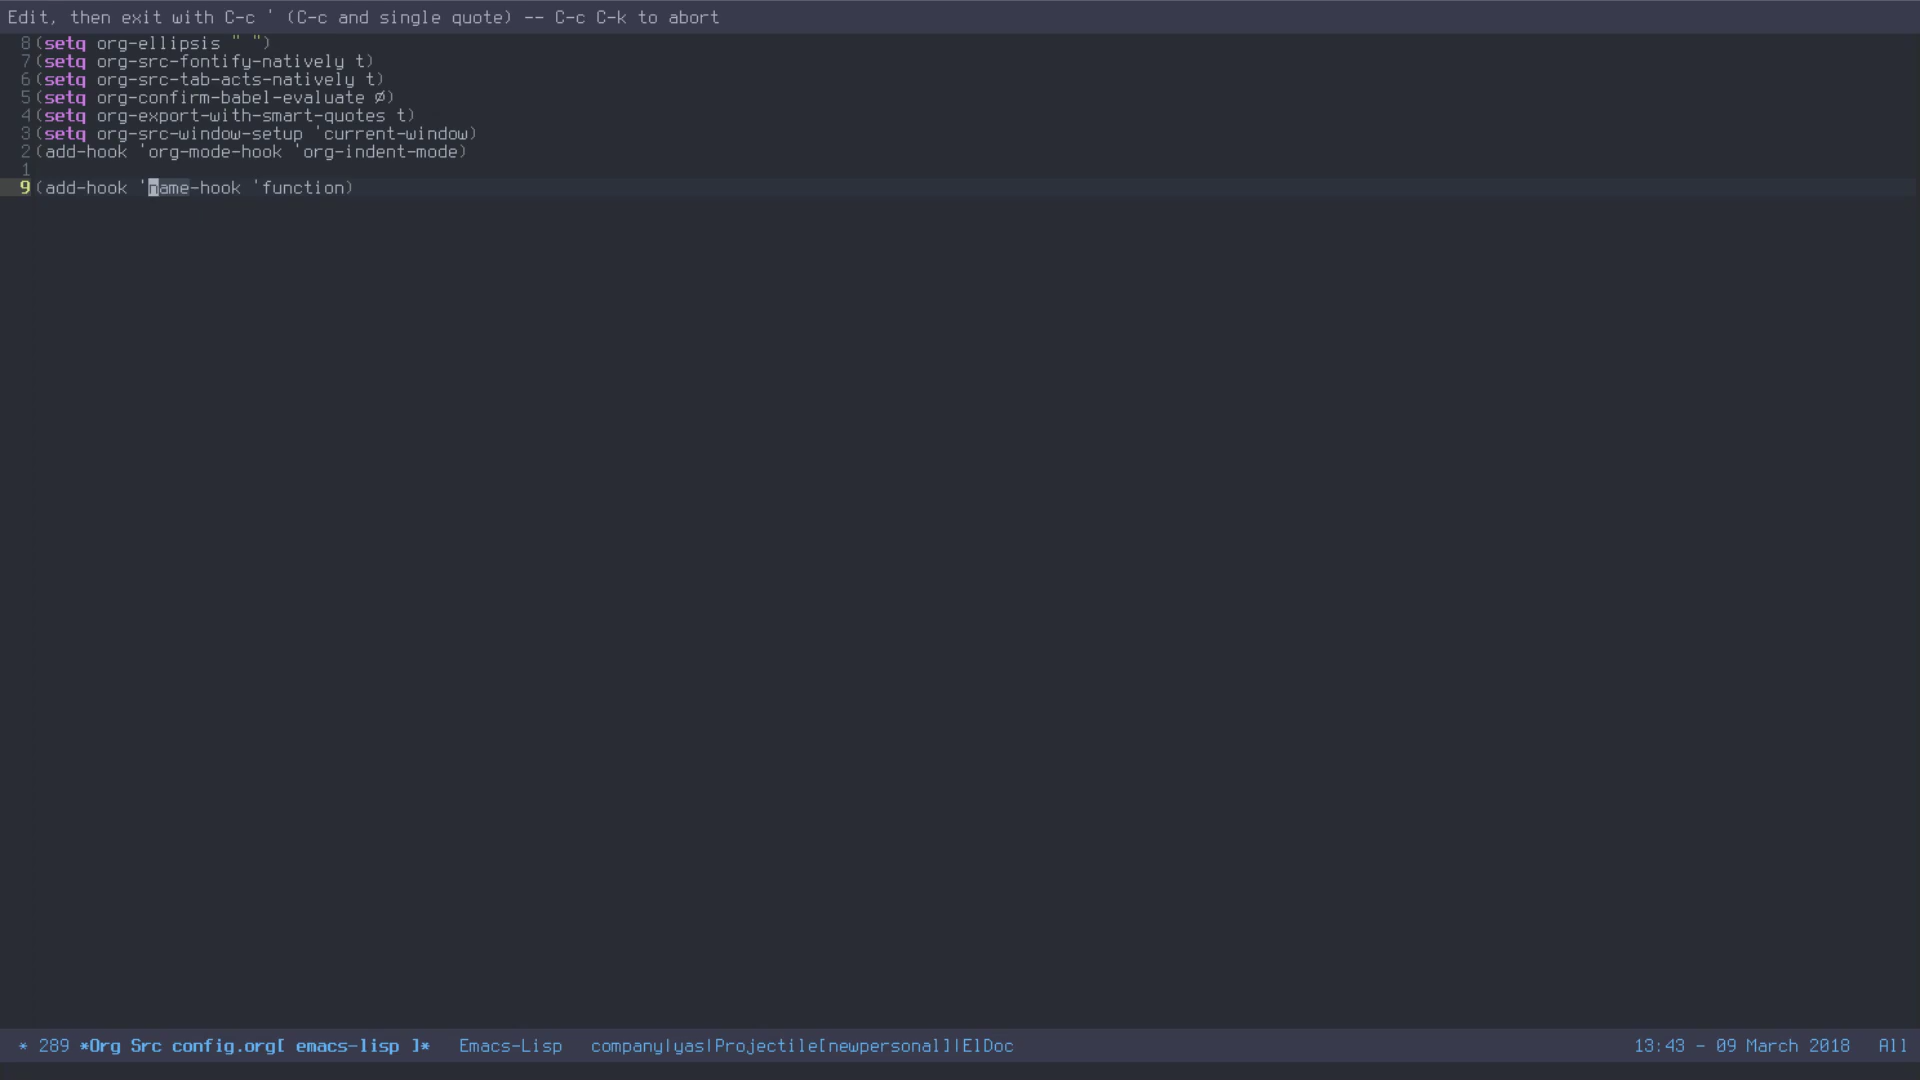 Edit, then exit with C-c ' (C-c and single quote) -- C-c C-k to abort
8 (setq org-ellipsis " ")
7 (setq org-src-fontify-natively t)
6 (setq org-src-tab-acts-natively t)
5 (setq org-confirm-babel-evaluate ∅)
4 (setq org-export-with-smart-quotes t)
3 (setq org-src-window-setup 'current-window)
2 (add-hook 'org-mode-hook 'org-indent-mode)
1
9 (add-hook 'name-hook 'function)
* 289 *Org Src config.org[ emacs-lisp ]* Emacs-Lisp company|yas|Projectile[newpersonal]|ElDoc 13:43 - 09 March 2018 All